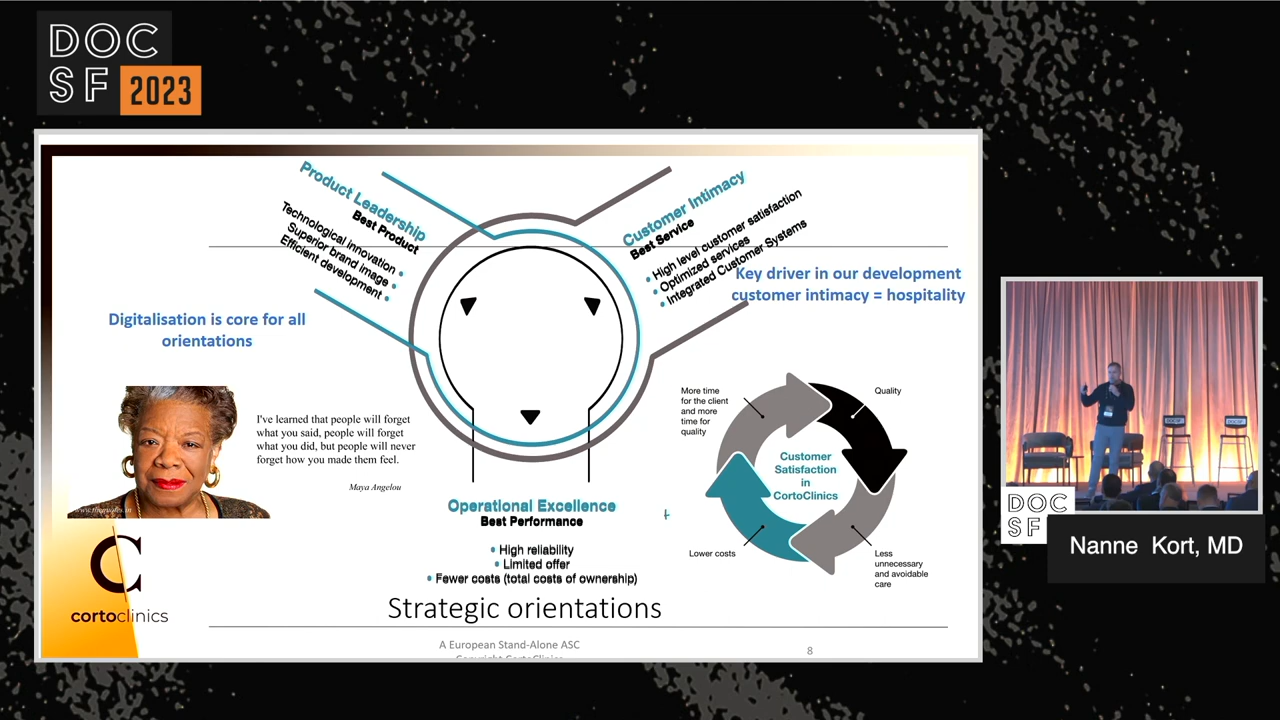 DOC
SF 2023
Product Leadership
Best Product
Technological innovation •
Superior brand image •
Efficient development •
Customer Intimacy
Best Service
• High level customer satisfaction
• Optimized services
• Integrated Customer Systems
Key driver in our development
customer intimacy = hospitality
Digitalisation is core for all
orientations
I've learned that people will forget
what you said, people will forget
what you did, but people will never
forget how you made them feel.
Maya Angelou
More time
for the client
and more
time for
quality
Quality
Customer
Satisfaction
in
CortoClinics
Lower costs
Less
unnecessary
and avoidable
care
Operational Excellence
Best Performance
• High reliability
• Limited offer
• Fewer costs (total costs of ownership)
+
Strategic orientations
C
cortoclinics
A European Stand-Alone ASC
Copyright CortoClinics
8
DOC
SF
Nanne Kort, MD